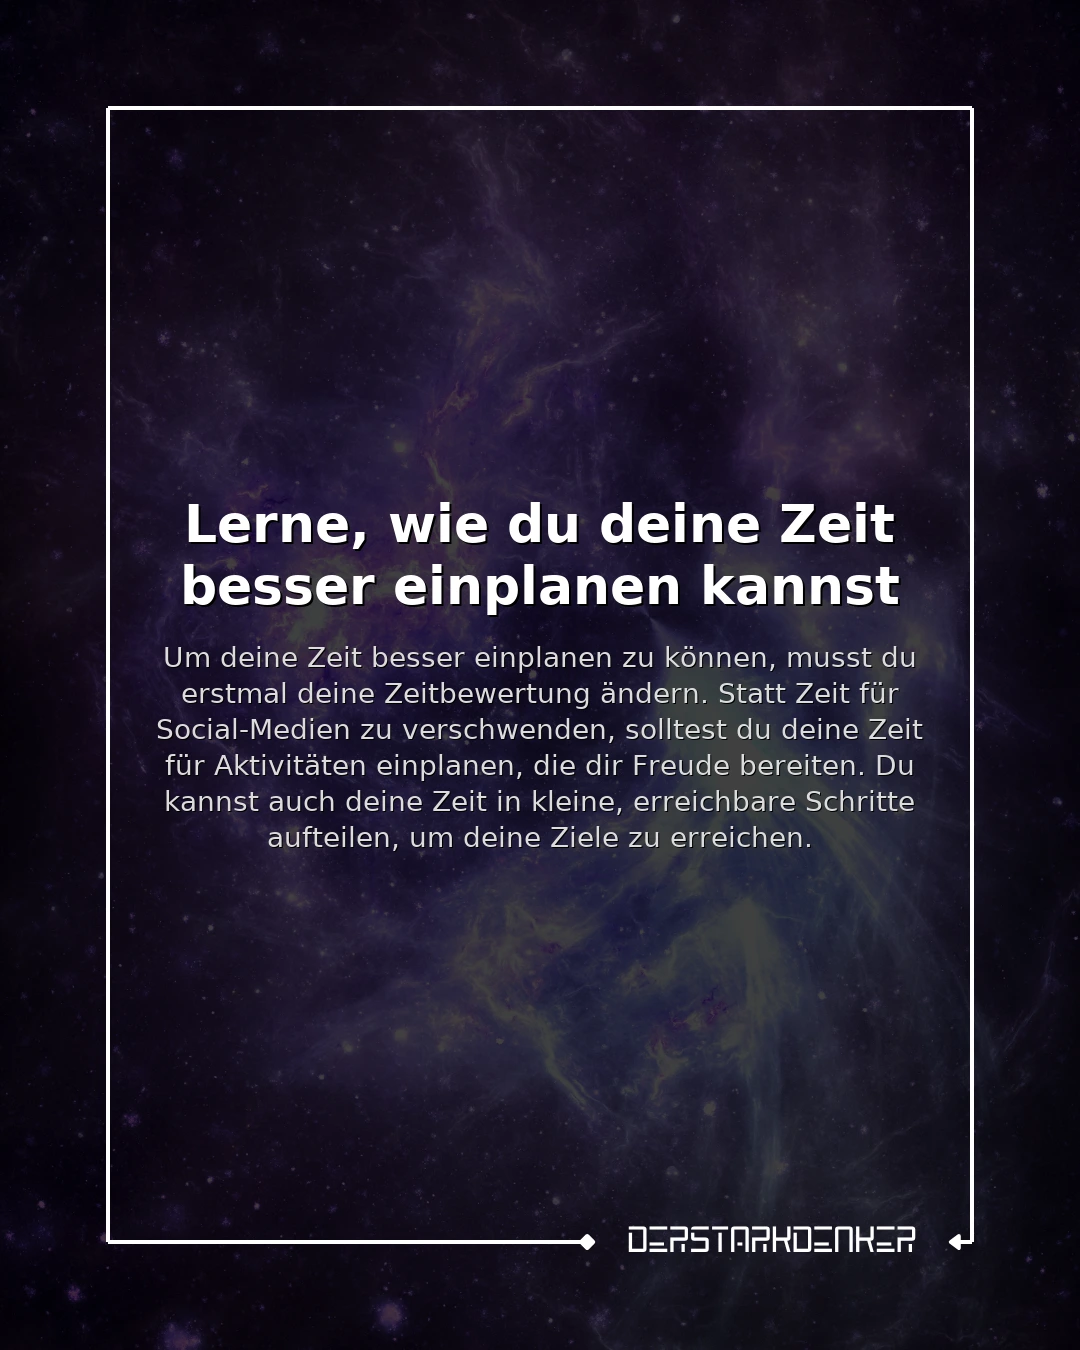 Lerne, wie du deine Zeit
besser einplanen kannst
Um deine Zeit besser einplanen zu können, musst du
erstmal deine Zeitbewertung ändern. Statt Zeit für
Social-Medien zu verschwenden, solltest du deine Zeit
für Aktivitäten einplanen, die dir Freude bereiten. Du
kannst auch deine Zeit in kleine, erreichbare Schritte
aufteilen, um deine Ziele zu erreichen.
DERSTARKDENKER